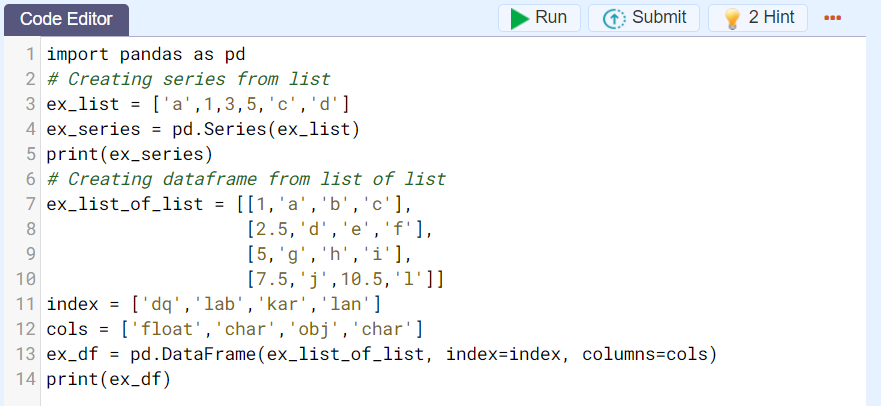 Code Editor
Run
Submit
2 Hint
1 import pandas as pd
2 # Creating series from list
3 ex_list = ['a',1,3,5,'c','d']
4 ex_series = pd.Series(ex_list)
5 print(ex_series)
6 # Creating dataframe from list of list
7 ex_list_of_list = [[1,'a','b','c'],
8                    [2.5,'d','e','f'],
9                    [5,'g','h','i'],
10                    [7.5,'j',10.5,'l']]
11 index = ['dq','lab','kar','lan']
12 cols = ['float','char','obj','char']
13 ex_df = pd.DataFrame(ex_list_of_list, index=index, columns=cols)
14 print(ex_df)